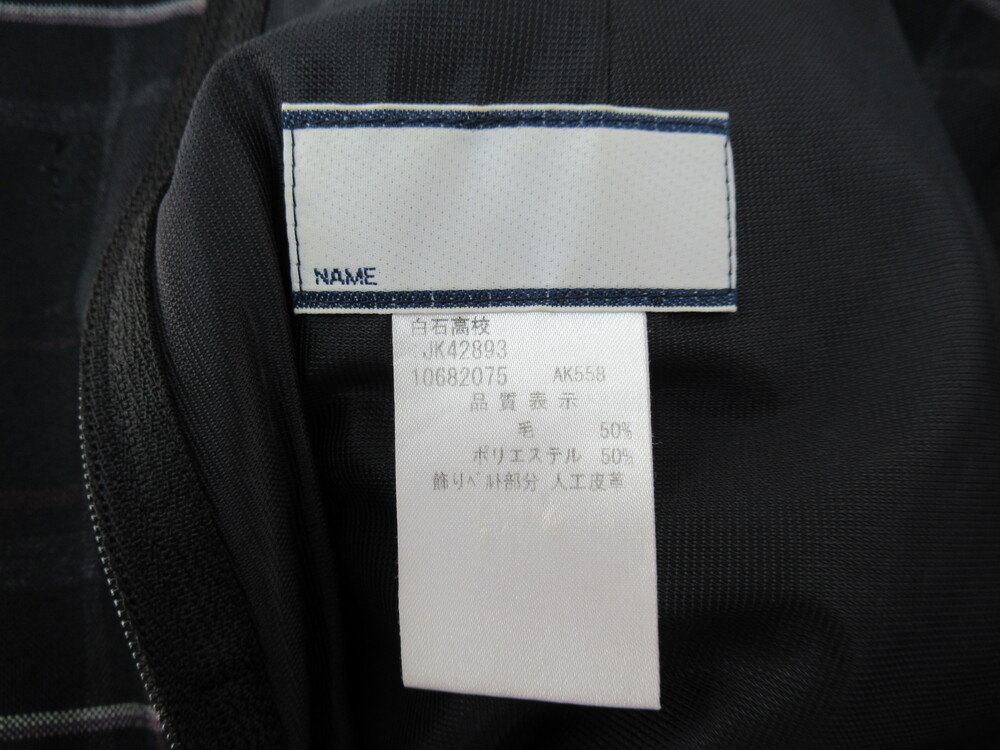 NAME
白石高校
JK42893
10682075 AK558
品質表示
毛 50%
ポリエステル 50%
飾りﾍﾞﾙﾄ部分 人工皮革